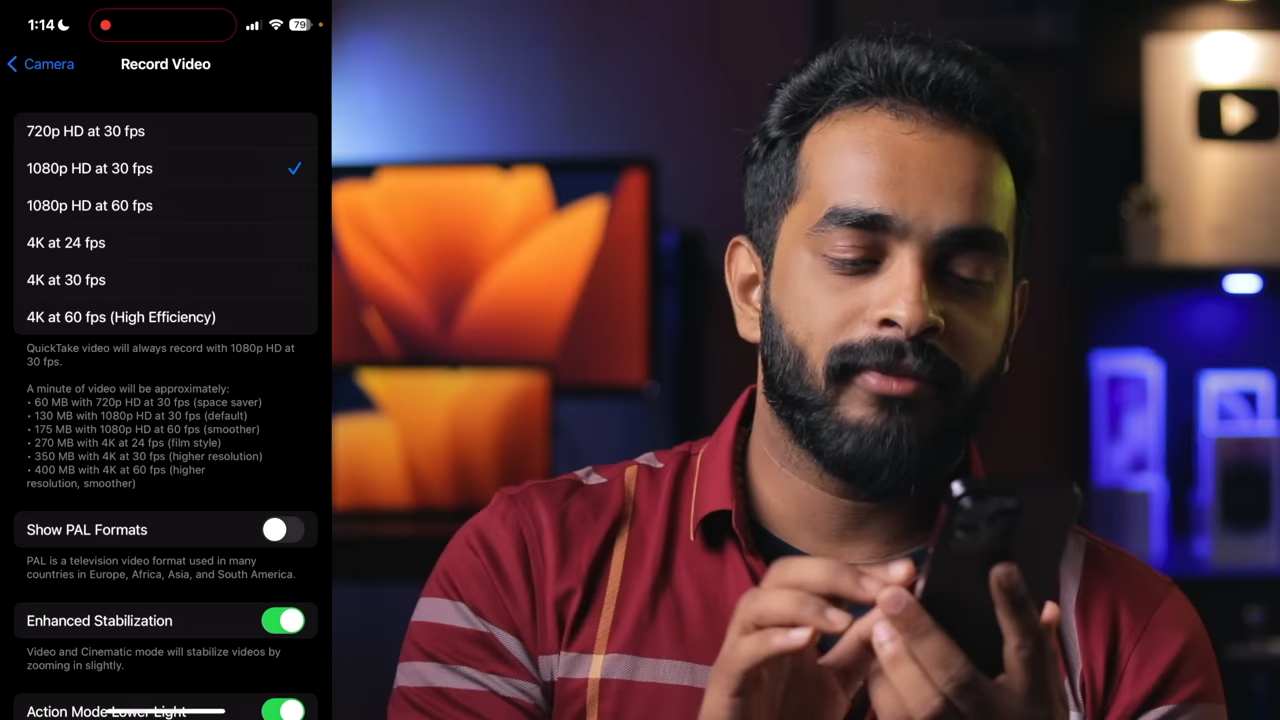 1:14
79
Camera
Record Video
720p HD at 30 fps
1080p HD at 30 fps
1080p HD at 60 fps
4K at 24 fps
4K at 30 fps
4K at 60 fps (High Efficiency)
QuickTake video will always record with 1080p HD at
30 fps.
A minute of video will be approximately:
• 60 MB with 720p HD at 30 fps (space saver)
• 130 MB with 1080p HD at 30 fps (default)
• 175 MB with 1080p HD at 60 fps (smoother)
• 270 MB with 4K at 24 fps (film style)
• 350 MB with 4K at 30 fps (higher resolution)
• 400 MB with 4K at 60 fps (higher
resolution, smoother)
Show PAL Formats
PAL is a television video format used in many
countries in Europe, Africa, Asia, and South America.
Enhanced Stabilization
Video and Cinematic mode will stabilize videos by
zooming in slightly.
Action Mode Lower Light